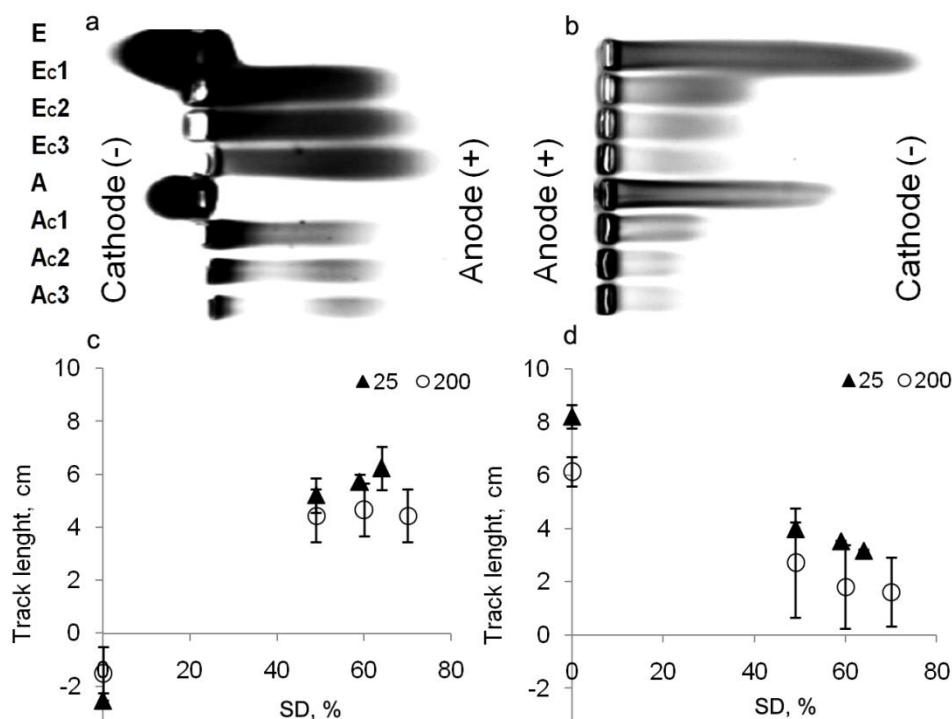 a
b
E
Ec1
Ec2
Ec3
A
Ac1
Ac2
Ac3
Cathode (-)
Anode (+)
Anode (+)
Cathode (-)
c
10
8
6
4
2
0
-2
0
20
40
60
80
25
200
Track lenght, cm
SD, %
d
10
8
6
4
2
0
-2
0
20
40
60
80
25
200
Track lenght, cm
SD, %